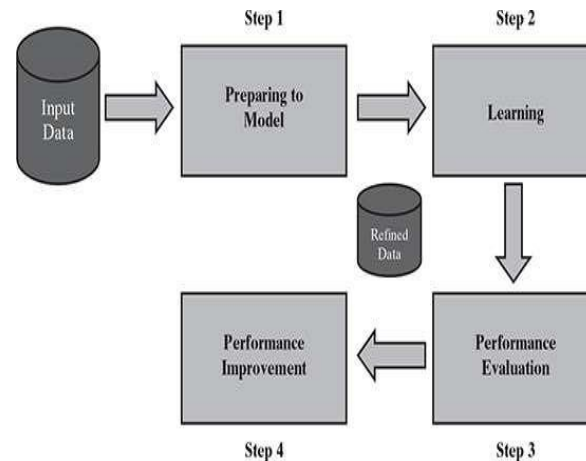 Step 1
Step 2
Input
Data
Preparing to
Model
Learning
Refined
Data
Performance
Improvement
Performance
Evaluation
Step 4
Step 3